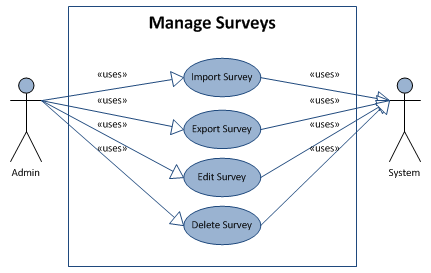 Manage Surveys
«uses» Import Survey «uses»
«uses» Export Survey «uses»
«uses» Edit Survey «uses»
«uses» Delete Survey
Admin
System